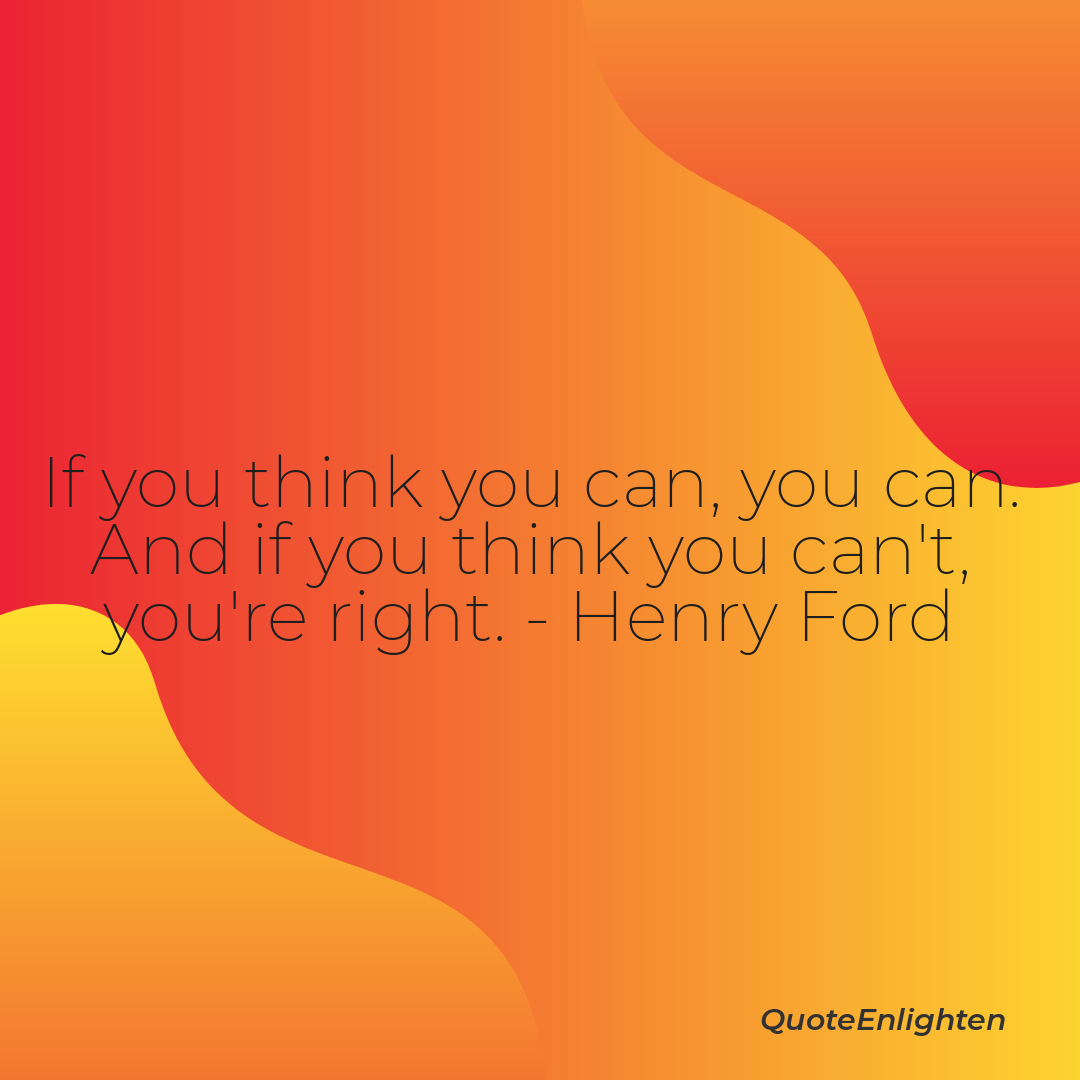 If you think you can, you can.
And if you think you can't,
you're right. - Henry Ford
QuoteEnlighten